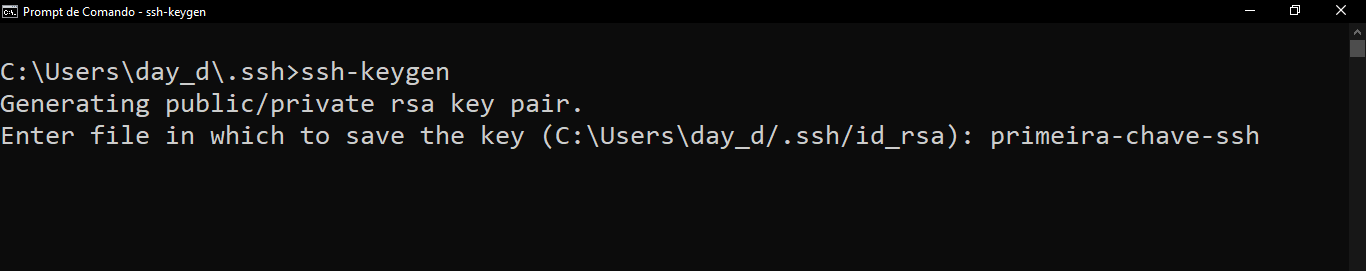 Prompt de Comando - ssh-keygen
C:\Users\day_d\.ssh>ssh-keygen
Generating public/private rsa key pair.
Enter file in which to save the key (C:\Users\day_d/.ssh/id_rsa): primeira-chave-ssh